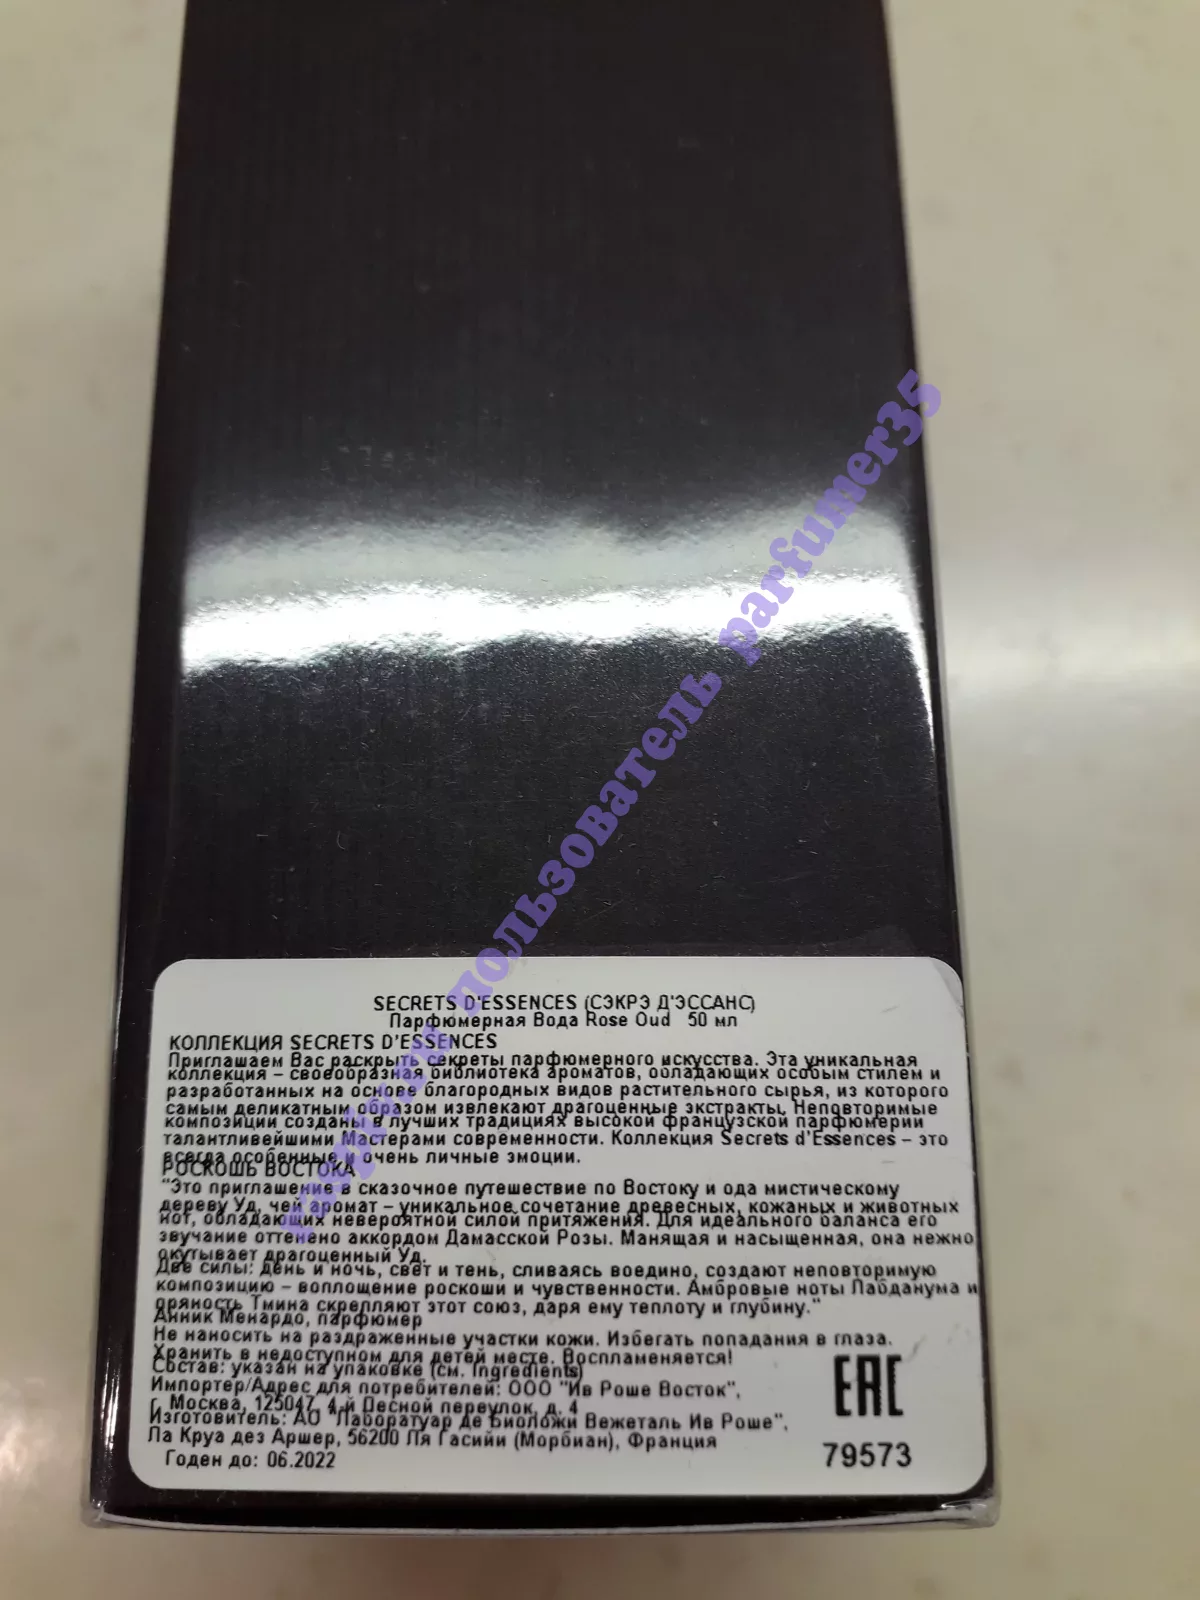 SECRETS D'ESSENCES (СЭКРЭ Д'ЭССАНС)
Парфюмерная Вода Rose Oud 50 мл
КОЛЛЕКЦИЯ SECRETS D'ESSENCES
Приглашаем Вас раскрыть секреты парфюмерного искусства. Эта уникальная
коллекция – своеобразная библиотека ароматов, обладающих особым стилем и
разработанных на основе благородных видов растительного сырья, из которого
самым деликатным образом извлекают драгоценные экстракты. Неповторимые
композиции созданы в лучших традициях высокой французской парфюмерии
талантливейшими Мастерами современности. Коллекция Secrets d'Essences – это
всегда особенные и очень личные эмоции.
РОСКОШЬ ВОСТОКА
"Это приглашение в сказочное путешествие по Востоку и ода мистическому
дереву Уд, чей аромат – уникальное сочетание древесных, кожаных и животных
нот, обладающих невероятной силой притяжения. Для идеального баланса его
звучание оттенено аккордом Дамасской Розы. Манящая и насыщенная, она нежно
окутывает драгоценный Уд.
Две силы: день и ночь, свет и тень, сливаясь воедино, создают неповторимую
композицию – воплощение роскоши и чувственности. Амбровые ноты Лабданума и
пряность Тмина скрепляют этот союз, даря ему теплоту и глубину."
Анник Менардо, парфюмер
Не наносить на раздраженные участки кожи. Избегать попадания в глаза.
Хранить в недоступном для детей месте. Воспламеняется!
Состав: указан на упаковке (см. Ingredients)
Импортер/Адрес для потребителей: ООО "Ив Роше Восток",
г. Москва, 125047, 4-й Лесной переулок, д. 4
Изготовитель: АО "Лаборатуар де Биоложи Вежеталь Ив Роше",
Ла Круа дез Аршер, 56200 Ля Гасийи (Морбиан), Франция
Годен до: 06.2022
EAC
79573
пользователь parfumer35